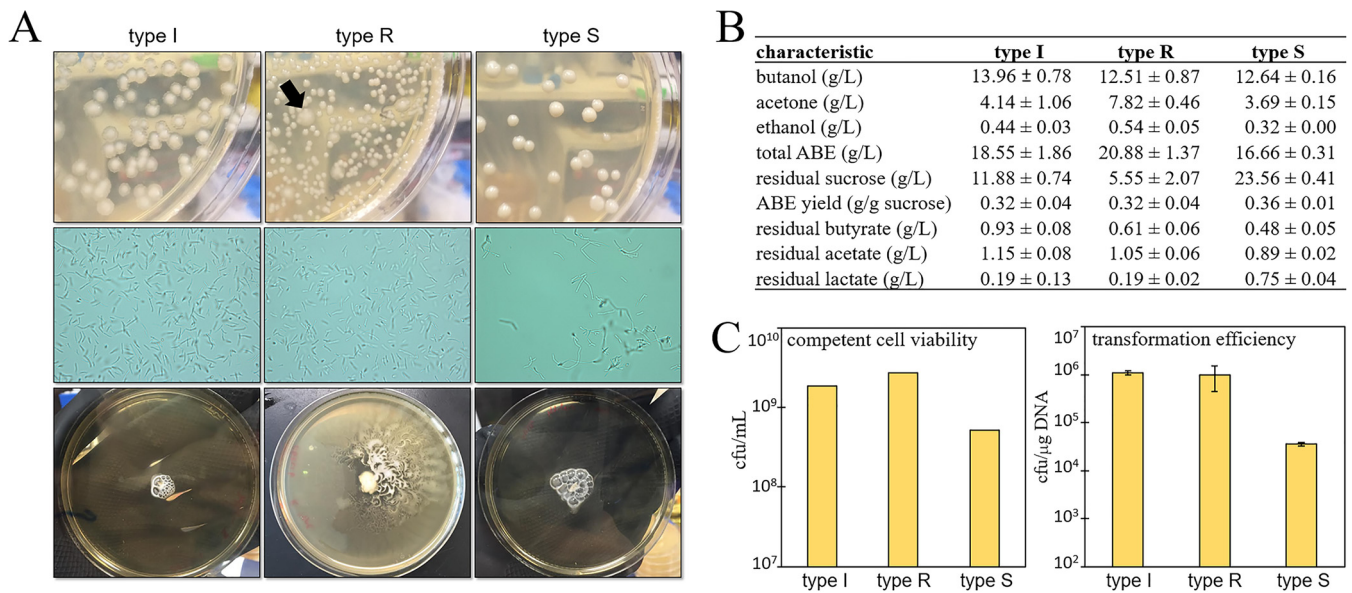 A
type I
type R
type S
B
characteristic type I type R type S
butanol (g/L) 13.96 ± 0.78 12.51 ± 0.87 12.64 ± 0.16
acetone (g/L) 4.14 ± 1.06 7.82 ± 0.46 3.69 ± 0.15
ethanol (g/L) 0.44 ± 0.03 0.54 ± 0.05 0.32 ± 0.00
total ABE (g/L) 18.55 ± 1.86 20.88 ± 1.37 16.66 ± 0.31
residual sucrose (g/L) 11.88 ± 0.74 5.55 ± 2.07 23.56 ± 0.41
ABE yield (g/g sucrose) 0.32 ± 0.04 0.32 ± 0.04 0.36 ± 0.01
residual butyrate (g/L) 0.93 ± 0.08 0.61 ± 0.06 0.48 ± 0.05
residual acetate (g/L) 1.15 ± 0.08 1.05 ± 0.06 0.89 ± 0.02
residual lactate (g/L) 0.19 ± 0.13 0.19 ± 0.02 0.75 ± 0.04
C
competent cell viability
cfu/mL
10¹⁰
10⁹
10⁸
10⁷
type I type R type S
transformation efficiency
cfu/µg DNA
10⁷
10⁶
10⁵
10⁴
10³
10²
type I type R type S